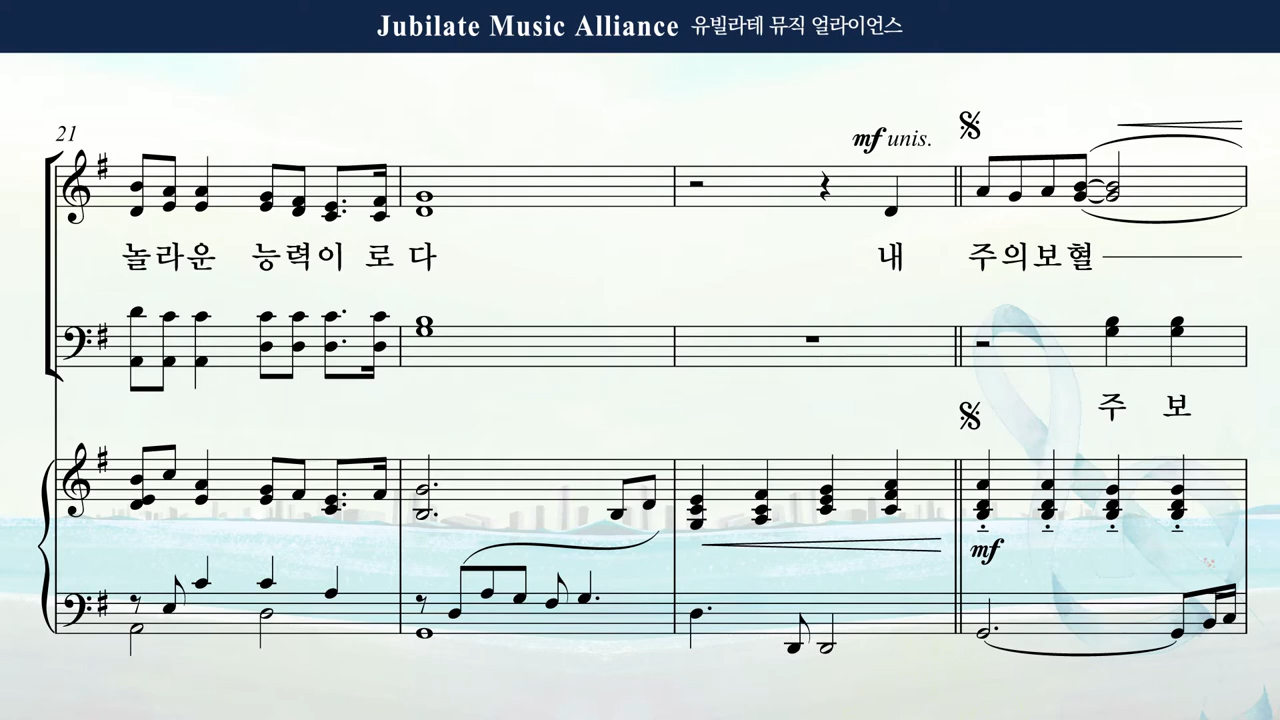 Jubilate Music Alliance 유빌라테 뮤직 얼라이언스
21
mf unis.
놀라운 능력이 로 다 내 주의보혈
주 보
mf